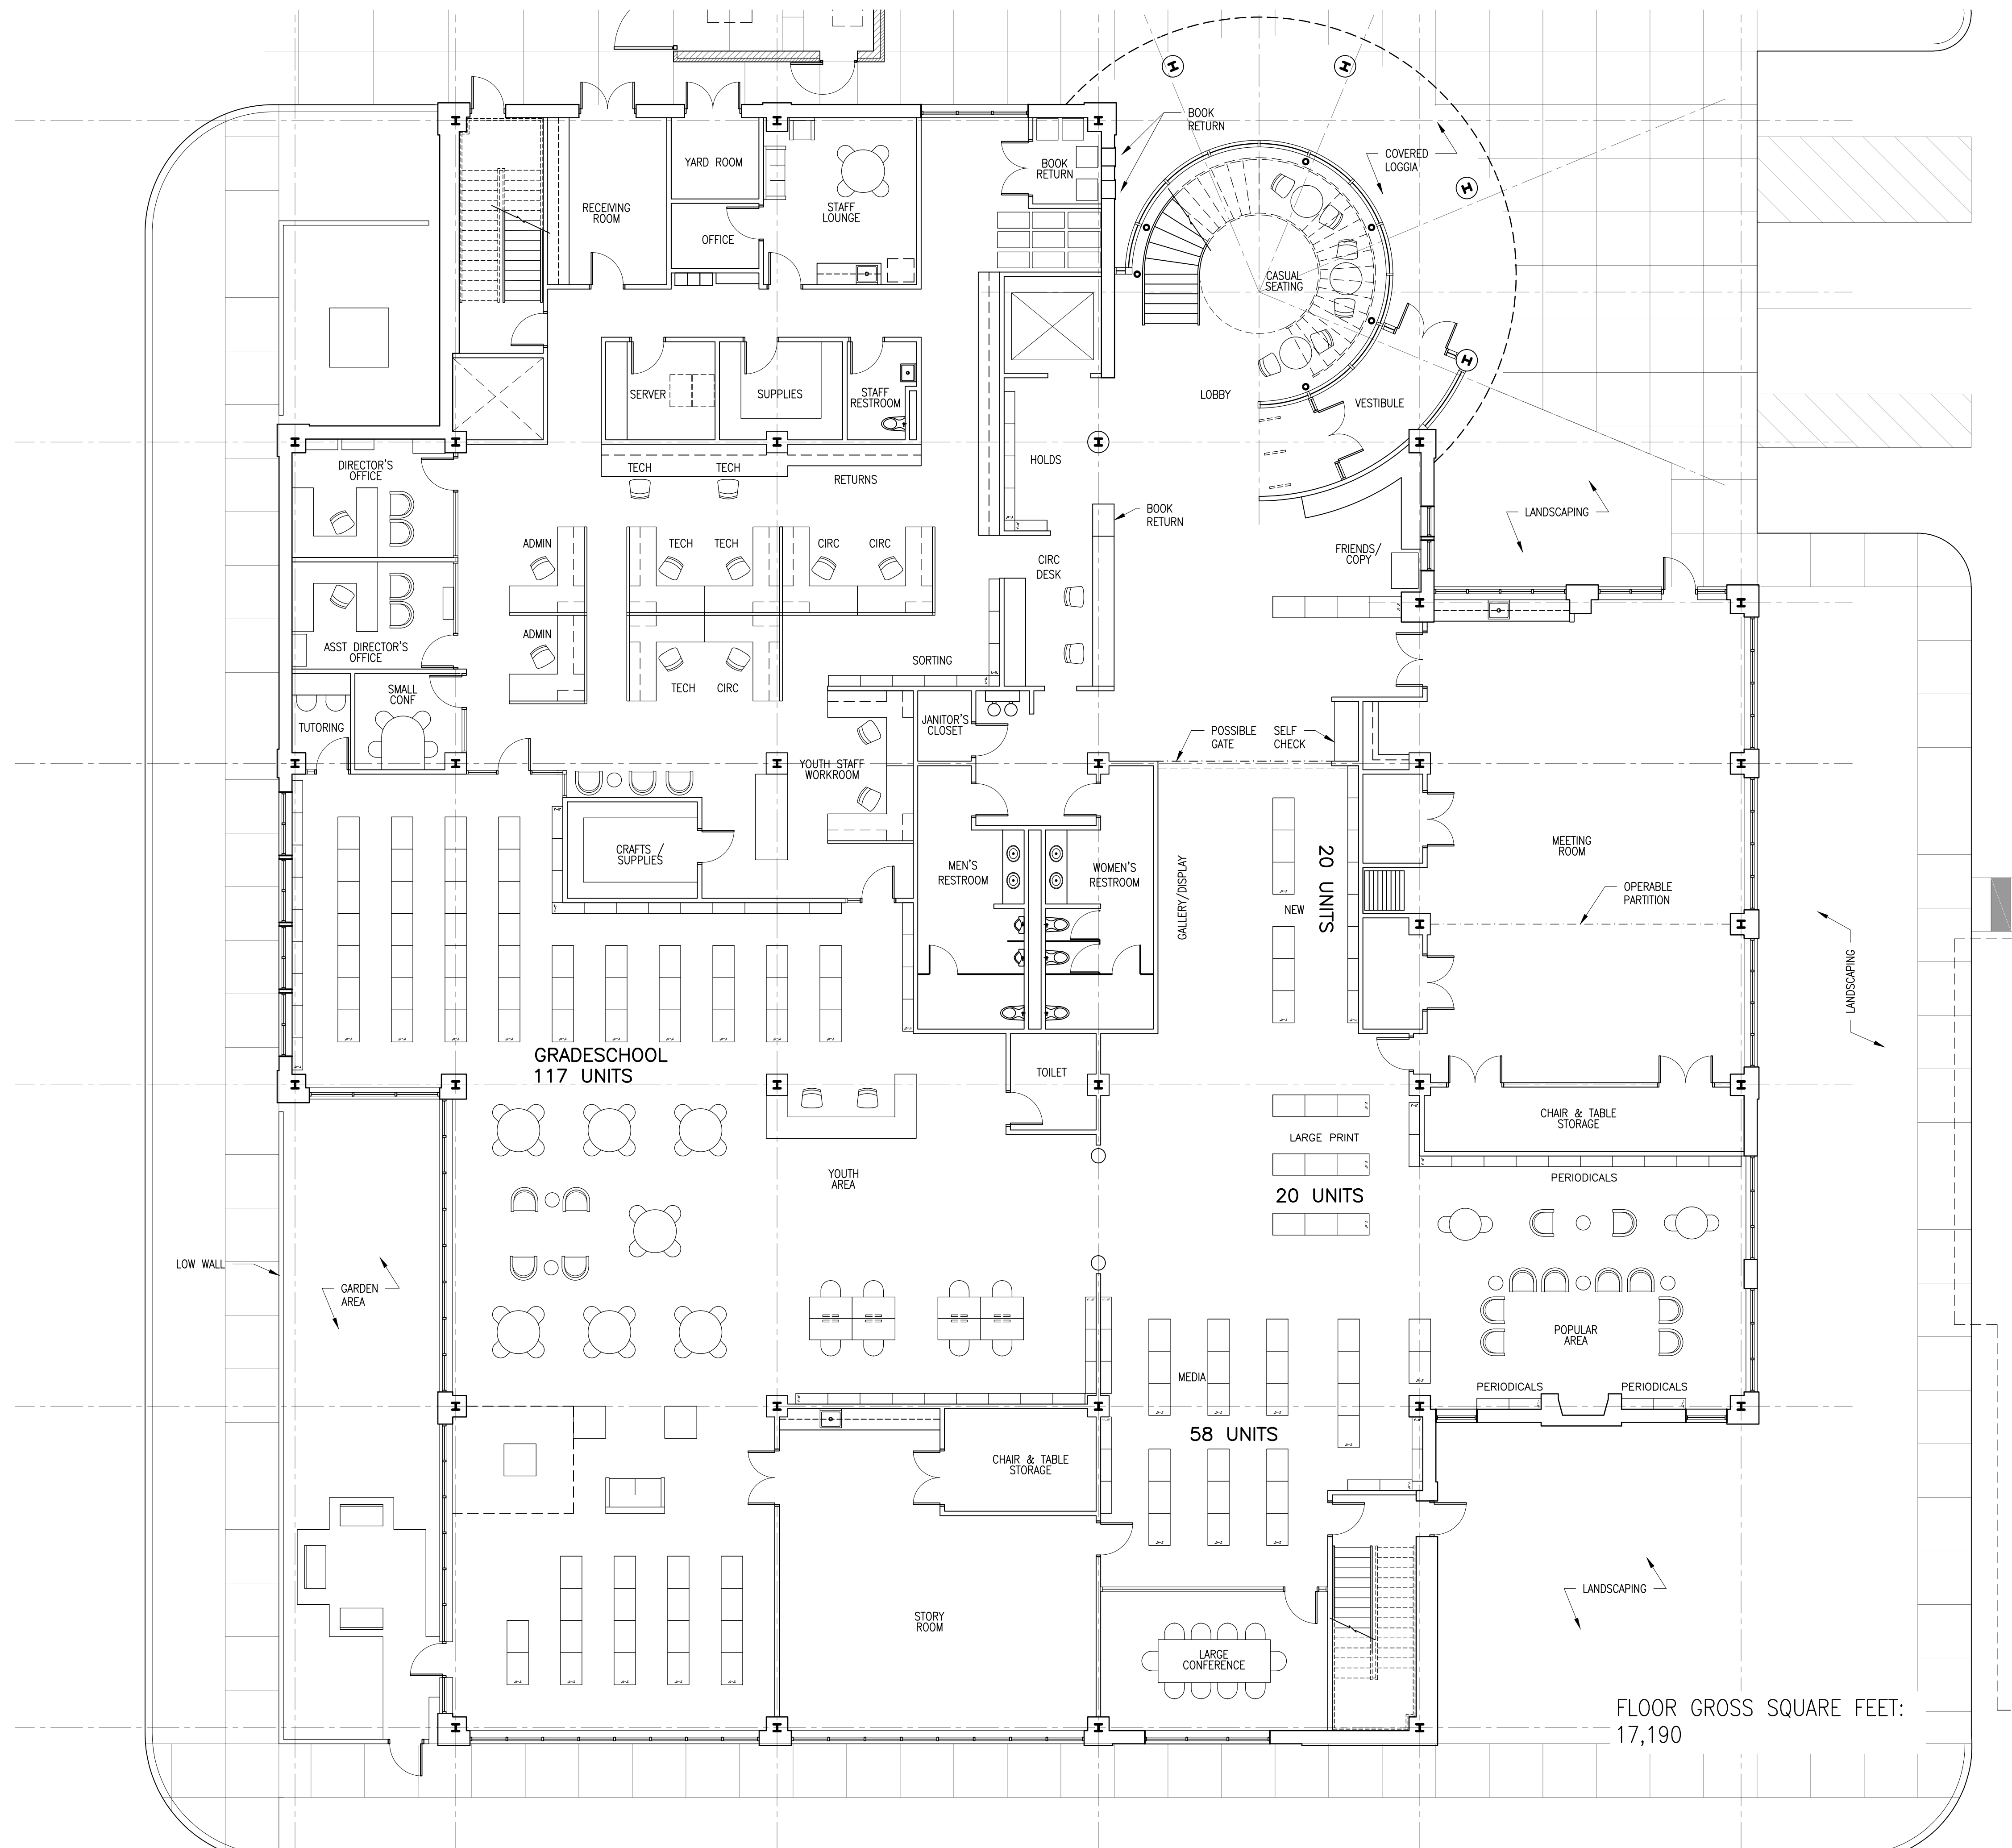 BOOK
RETURN
COVERED
LOGGIA
YARD ROOM
BOOK
RETURN
RECEIVING
ROOM
STAFF
LOUNGE
OFFICE
CASUAL
SEATING
SERVER
SUPPLIES
STAFF
RESTROOM
LOBBY
VESTIBULE
DIRECTOR'S
OFFICE
TECH
TECH
RETURNS
HOLDS
BOOK
RETURN
LANDSCAPING
ADMIN
TECH
TECH
CIRC
CIRC
CIRC
DESK
FRIENDS/
COPY
ASST DIRECTOR'S
OFFICE
ADMIN
TECH
CIRC
SORTING
SMALL
CONF
TUTORING
JANITOR'S
CLOSET
POSSIBLE
GATE
SELF
CHECK
YOUTH STAFF
WORKROOM
CRAFTS /
SUPPLIES
MEN'S
RESTROOM
WOMEN'S
RESTROOM
GALLERY/DISPLAY
NEW
20 UNITS
MEETING
ROOM
OPERABLE
PARTITION
LANDSCAPING
GRADESCHOOL
117 UNITS
TOILET
CHAIR & TABLE
STORAGE
LARGE PRINT
20 UNITS
PERIODICALS
YOUTH
AREA
LOW WALL
GARDEN
AREA
POPULAR
AREA
MEDIA
PERIODICALS
PERIODICALS
58 UNITS
CHAIR & TABLE
STORAGE
STORY
ROOM
LARGE
CONFERENCE
LANDSCAPING
FLOOR GROSS SQUARE FEET:
17,190